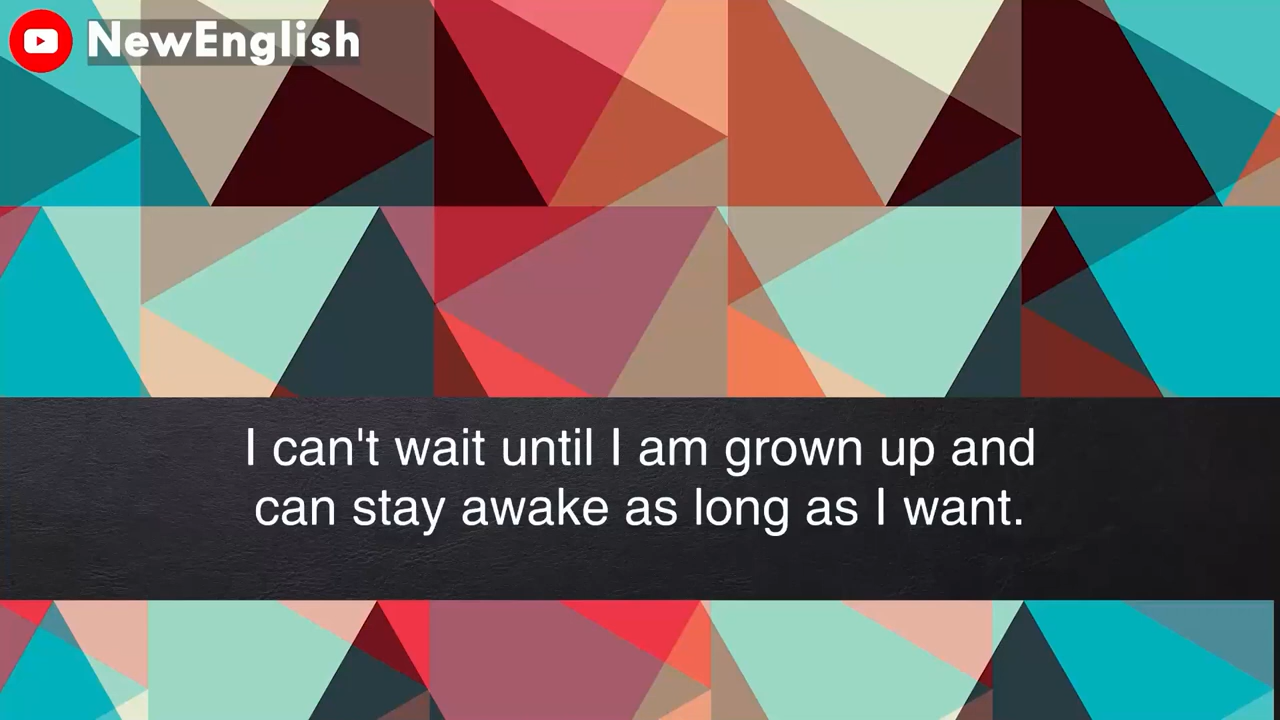 NewEnglish
I can't wait until I am grown up and
can stay awake as long as I want.